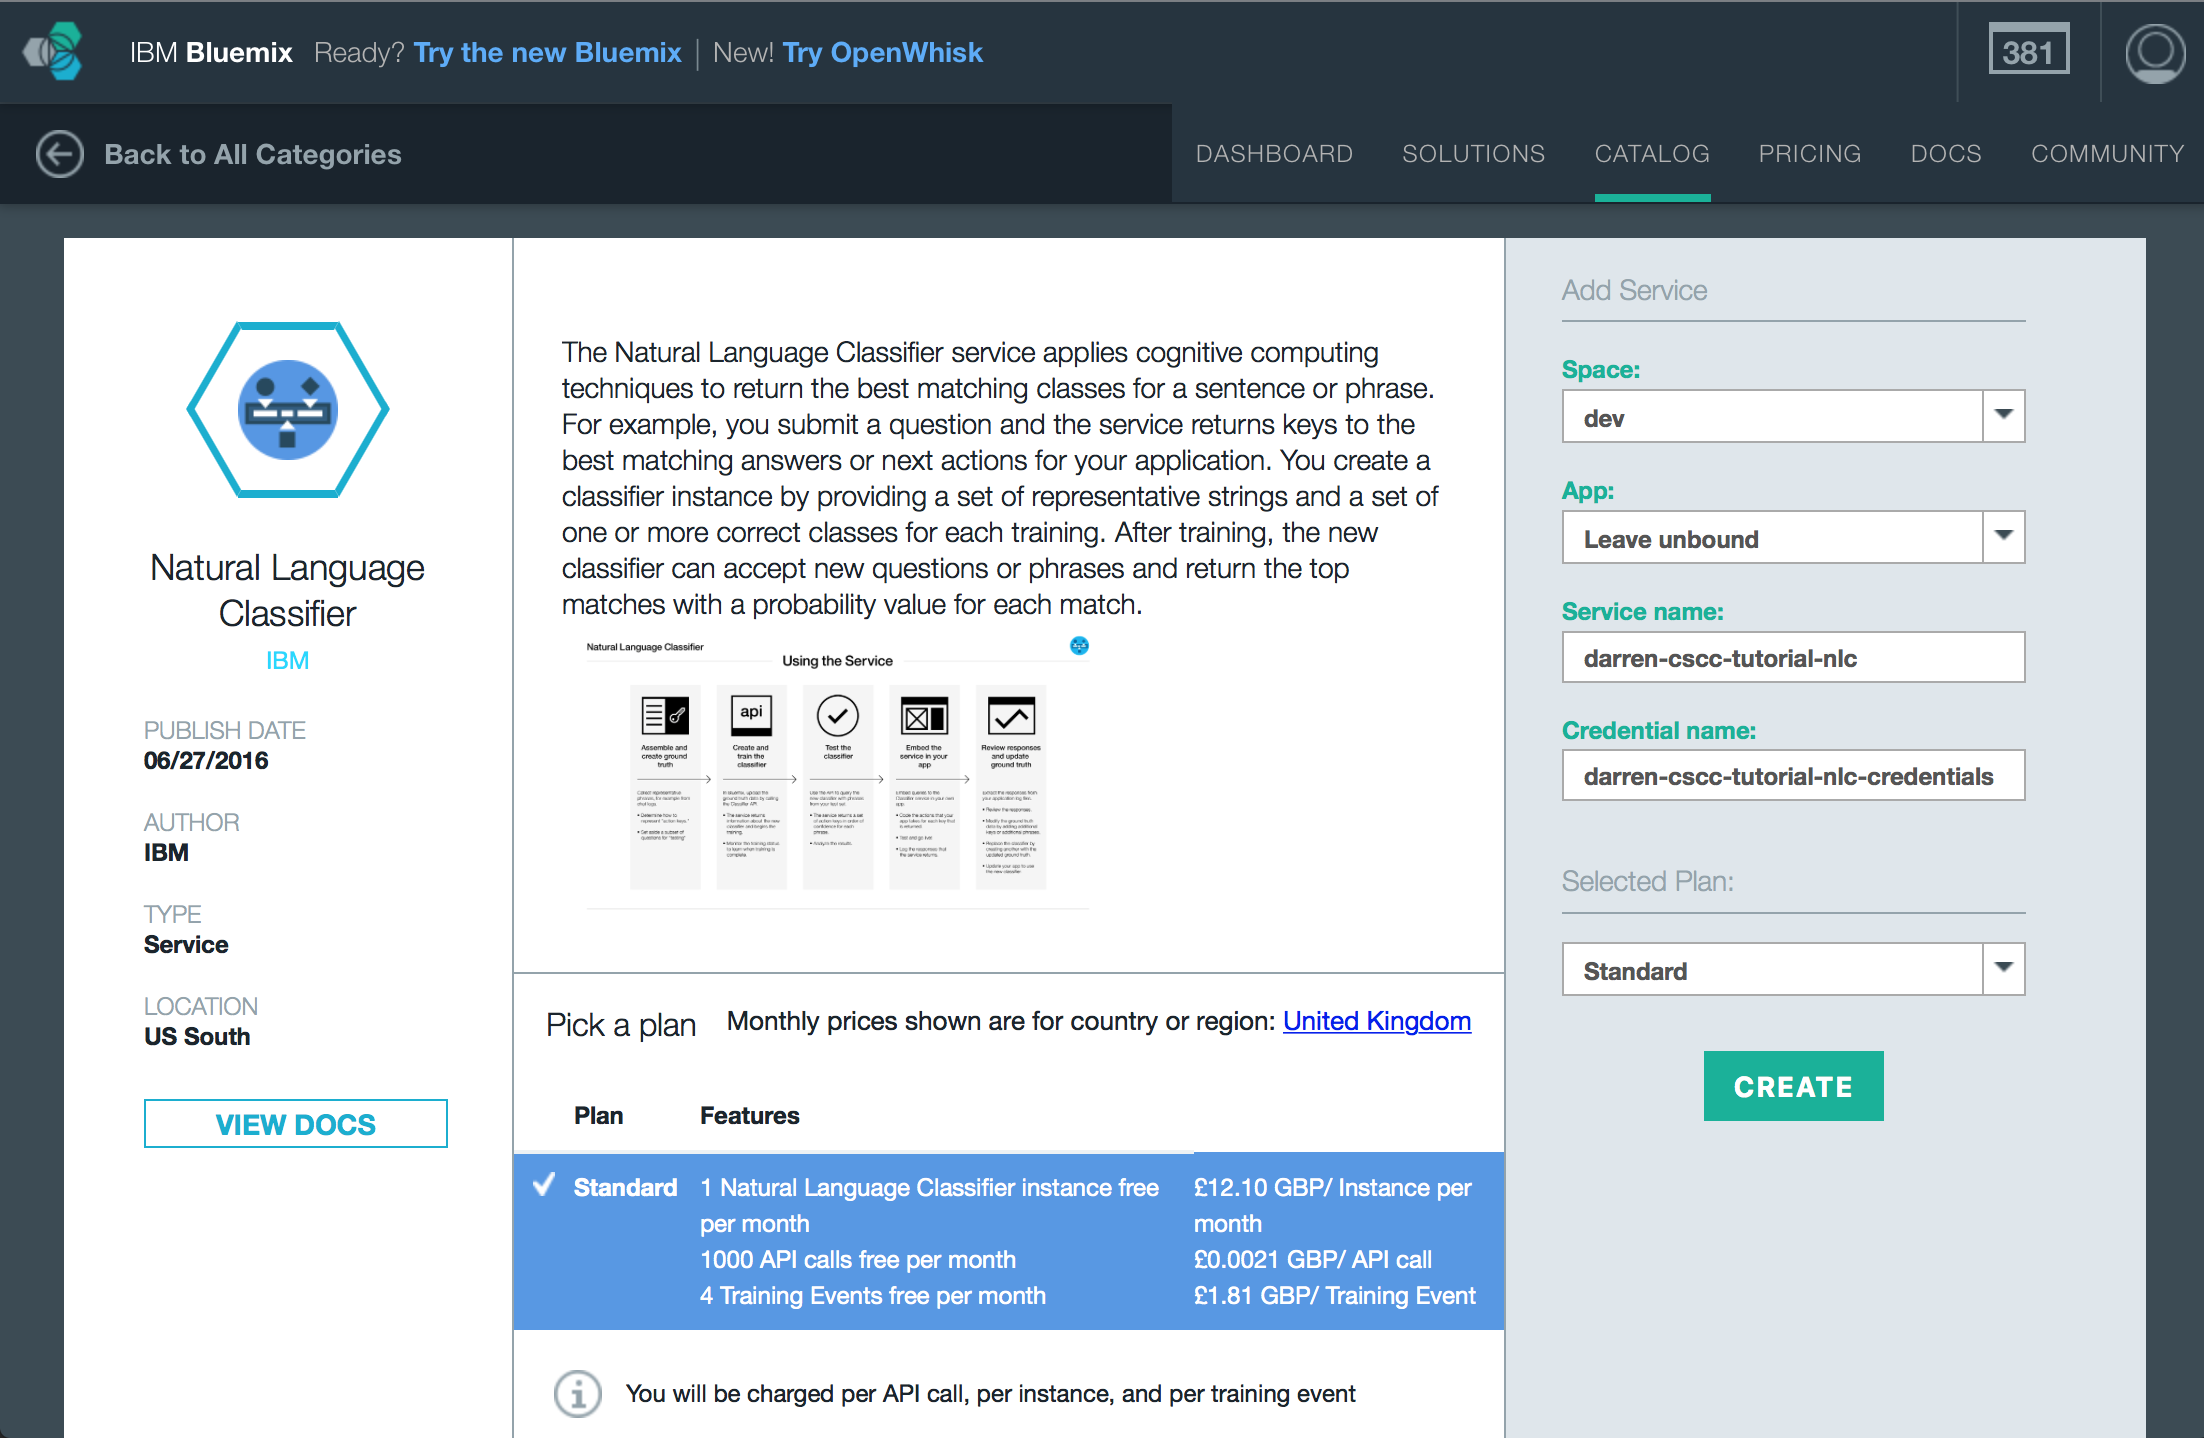 IBM Bluemix Ready? Try the new Bluemix | New! Try OpenWhisk
381
Back to All Categories
DASHBOARD SOLUTIONS CATALOG PRICING DOCS COMMUNITY
Natural Language
Classifier
IBM
PUBLISH DATE
06/27/2016
AUTHOR
IBM
TYPE
Service
LOCATION
US South
VIEW DOCS
The Natural Language Classifier service applies cognitive computing
techniques to return the best matching classes for a sentence or phrase.
For example, you submit a question and the service returns keys to the
best matching answers or next actions for your application. You create a
classifier instance by providing a set of representative strings and a set of
one or more correct classes for each training. After training, the new
classifier can accept new questions or phrases and return the top
matches with a probability value for each match.
Natural Language Classifier
Using the Service
Assemble and
create ground
truth
api
Create and
train the
classifier
Test the
classifier
Embed the
service in your
app
Review responses
and update
ground truth
Pick a plan Monthly prices shown are for country or region: United Kingdom
Plan Features
Standard 1 Natural Language Classifier instance free £12.10 GBP/ Instance per
per month month
1000 API calls free per month £0.0021 GBP/ API call
4 Training Events free per month £1.81 GBP/ Training Event
You will be charged per API call, per instance, and per training event
Add Service
Space:
dev
App:
Leave unbound
Service name:
darren-cscc-tutorial-nlc
Credential name:
darren-cscc-tutorial-nlc-credentials
Selected Plan:
Standard
CREATE